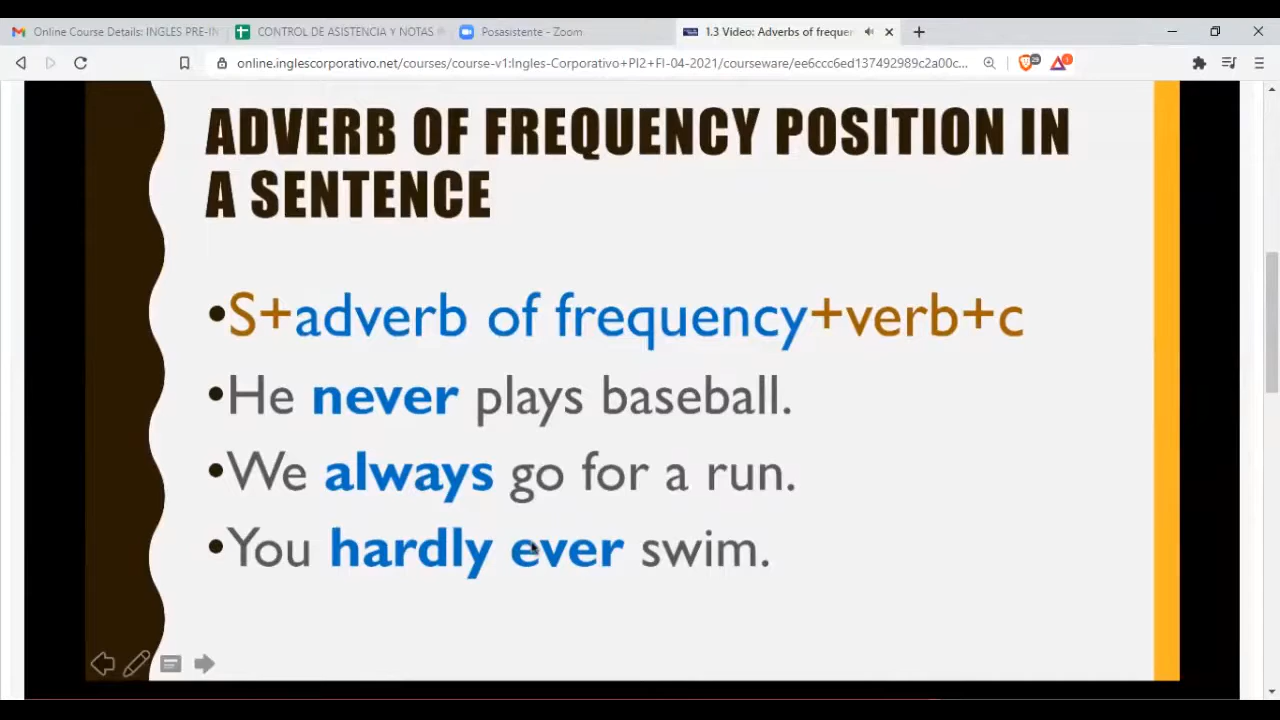 Online Course Details: INGLES PRE-IN
CONTROL DE ASISTENCIA Y NOTAS
Posasistente - Zoom
1.3 Video: Adverbs of frequen
online.inglescorporativo.net/courses/course-v1:Ingles-Corporativo+PI2+FI-04-2021/courseware/ee6ccc6ed137492989c2a00c...
ADVERB OF FREQUENCY POSITION IN
A SENTENCE
•S+adverb of frequency+verb+c
•He never plays baseball.
•We always go for a run.
•You hardly ever swim.